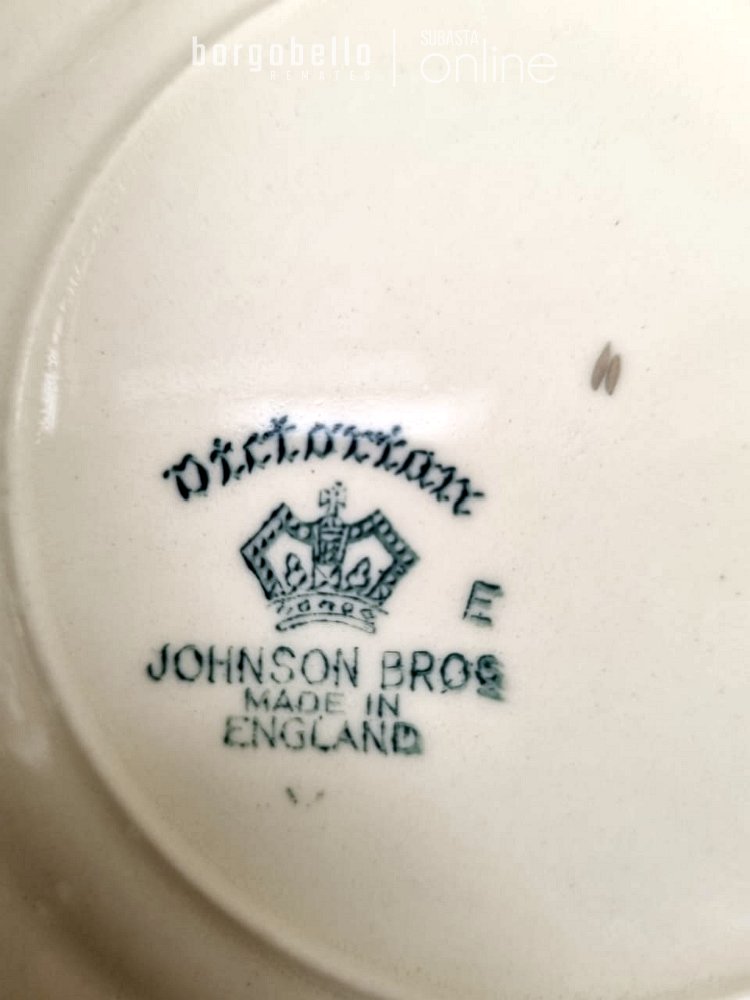 borgobello
REMATES
SUBASTA
online
Victorian
E
JOHNSON BROS
MADE IN
ENGLAND